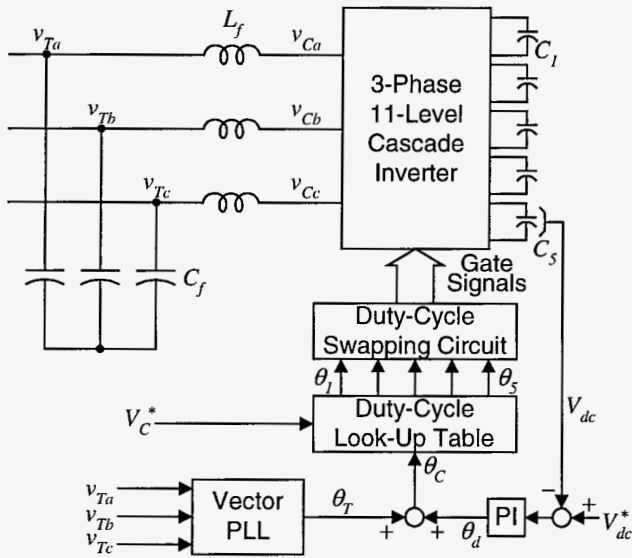 L_f
v_Ta
v_Ca
C_1
3-Phase
11-Level
Cascade
Inverter
v_Tb
v_Cb
v_Tc
v_Cc
C_f
C_5
Gate
Signals
Duty-Cycle
Swapping Circuit
θ_1
θ_5
V_dc
V_C*
Duty-Cycle
Look-Up Table
θ_C
v_Ta
v_Tb
v_Tc
Vector
PLL
θ_T
+
+
θ_d
PI
−
+
V_dc*